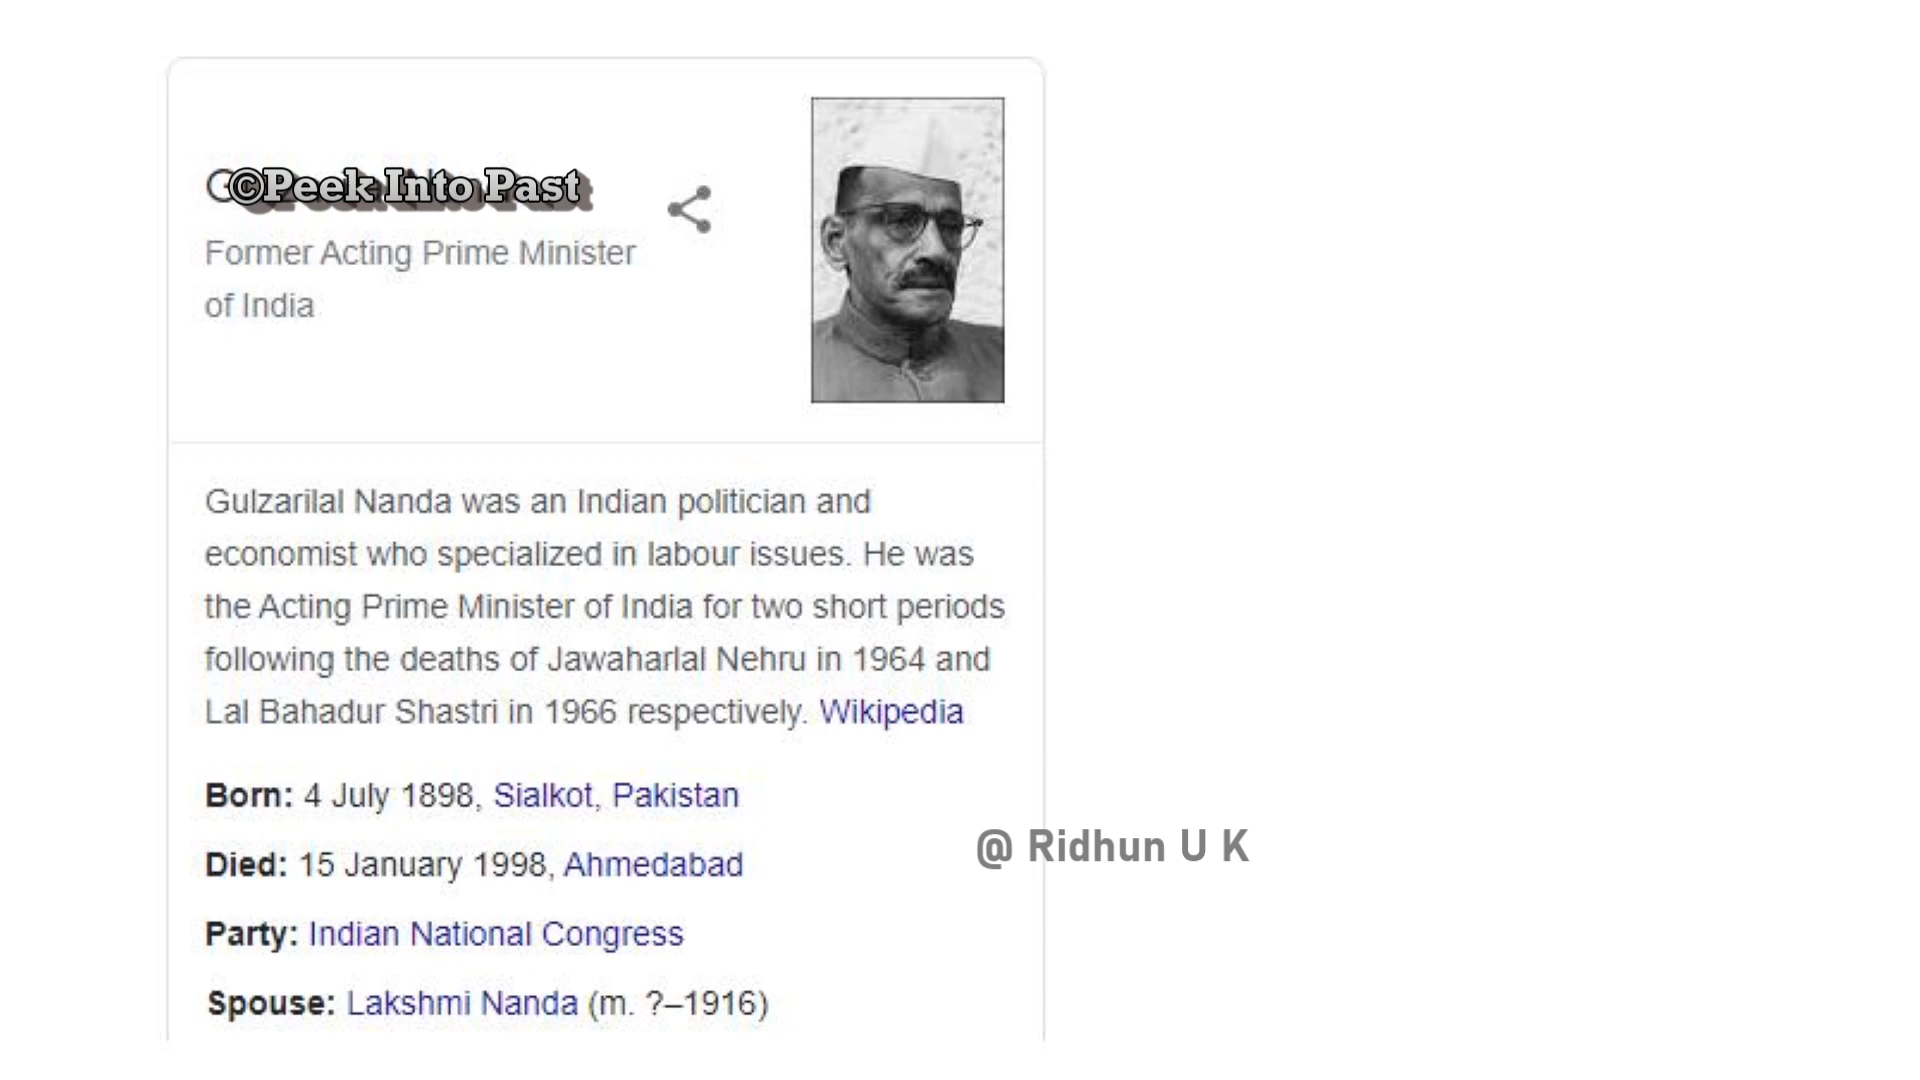 ©Peek Into Past
Former Acting Prime Minister
of India
Gulzarilal Nanda was an Indian politician and
economist who specialized in labour issues. He was
the Acting Prime Minister of India for two short periods
following the deaths of Jawaharlal Nehru in 1964 and
Lal Bahadur Shastri in 1966 respectively. Wikipedia
Born: 4 July 1898, Sialkot, Pakistan
@ Ridhun U K
Died: 15 January 1998, Ahmedabad
Party: Indian National Congress
Spouse: Lakshmi Nanda (m. ?–1916)